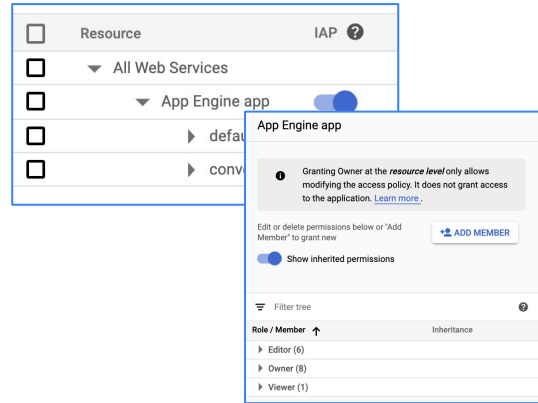 Resource IAP
All Web Services
App Engine app
App Engine app
Granting Owner at the resource level only allows
modifying the access policy. It does not grant access
to the application. Learn more .
Edit or delete permissions below or "Add
Member" to grant new
ADD MEMBER
Show inherited permissions
Filter tree
Role / Member Inheritance
Editor (6)
Owner (8)
Viewer (1)